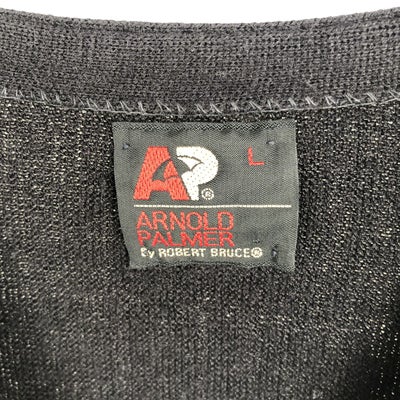 AP® L
ARNOLD
PALMER
by ROBERT BRUCE®